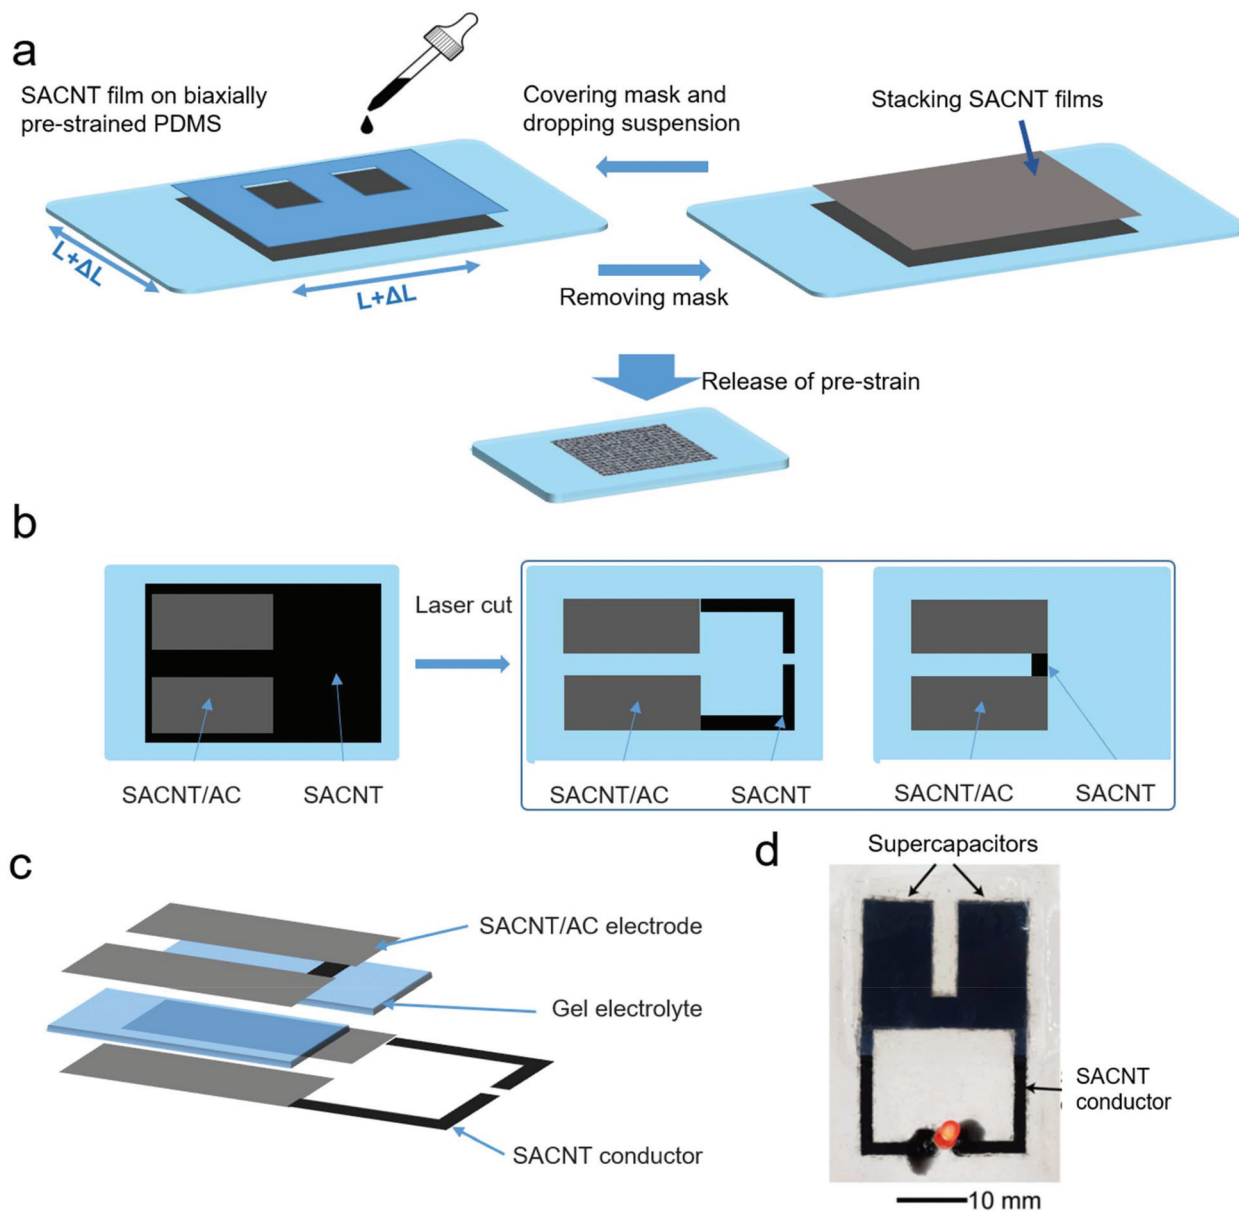 a
SACNT film on biaxially
pre-strained PDMS
Covering mask and
dropping suspension
Stacking SACNT films
L+ΔL
L+ΔL
Removing mask
Release of pre-strain
b
Laser cut
SACNT/AC
SACNT
SACNT/AC
SACNT
SACNT/AC
SACNT
c
SACNT/AC electrode
Gel electrolyte
SACNT conductor
d
Supercapacitors
SACNT
conductor
10 mm